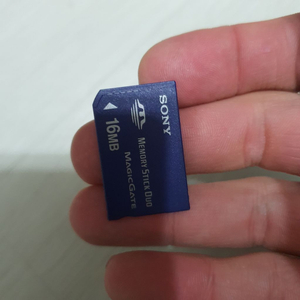 SONY
MEMORY STICK DUO
MAGICGATE
16MB